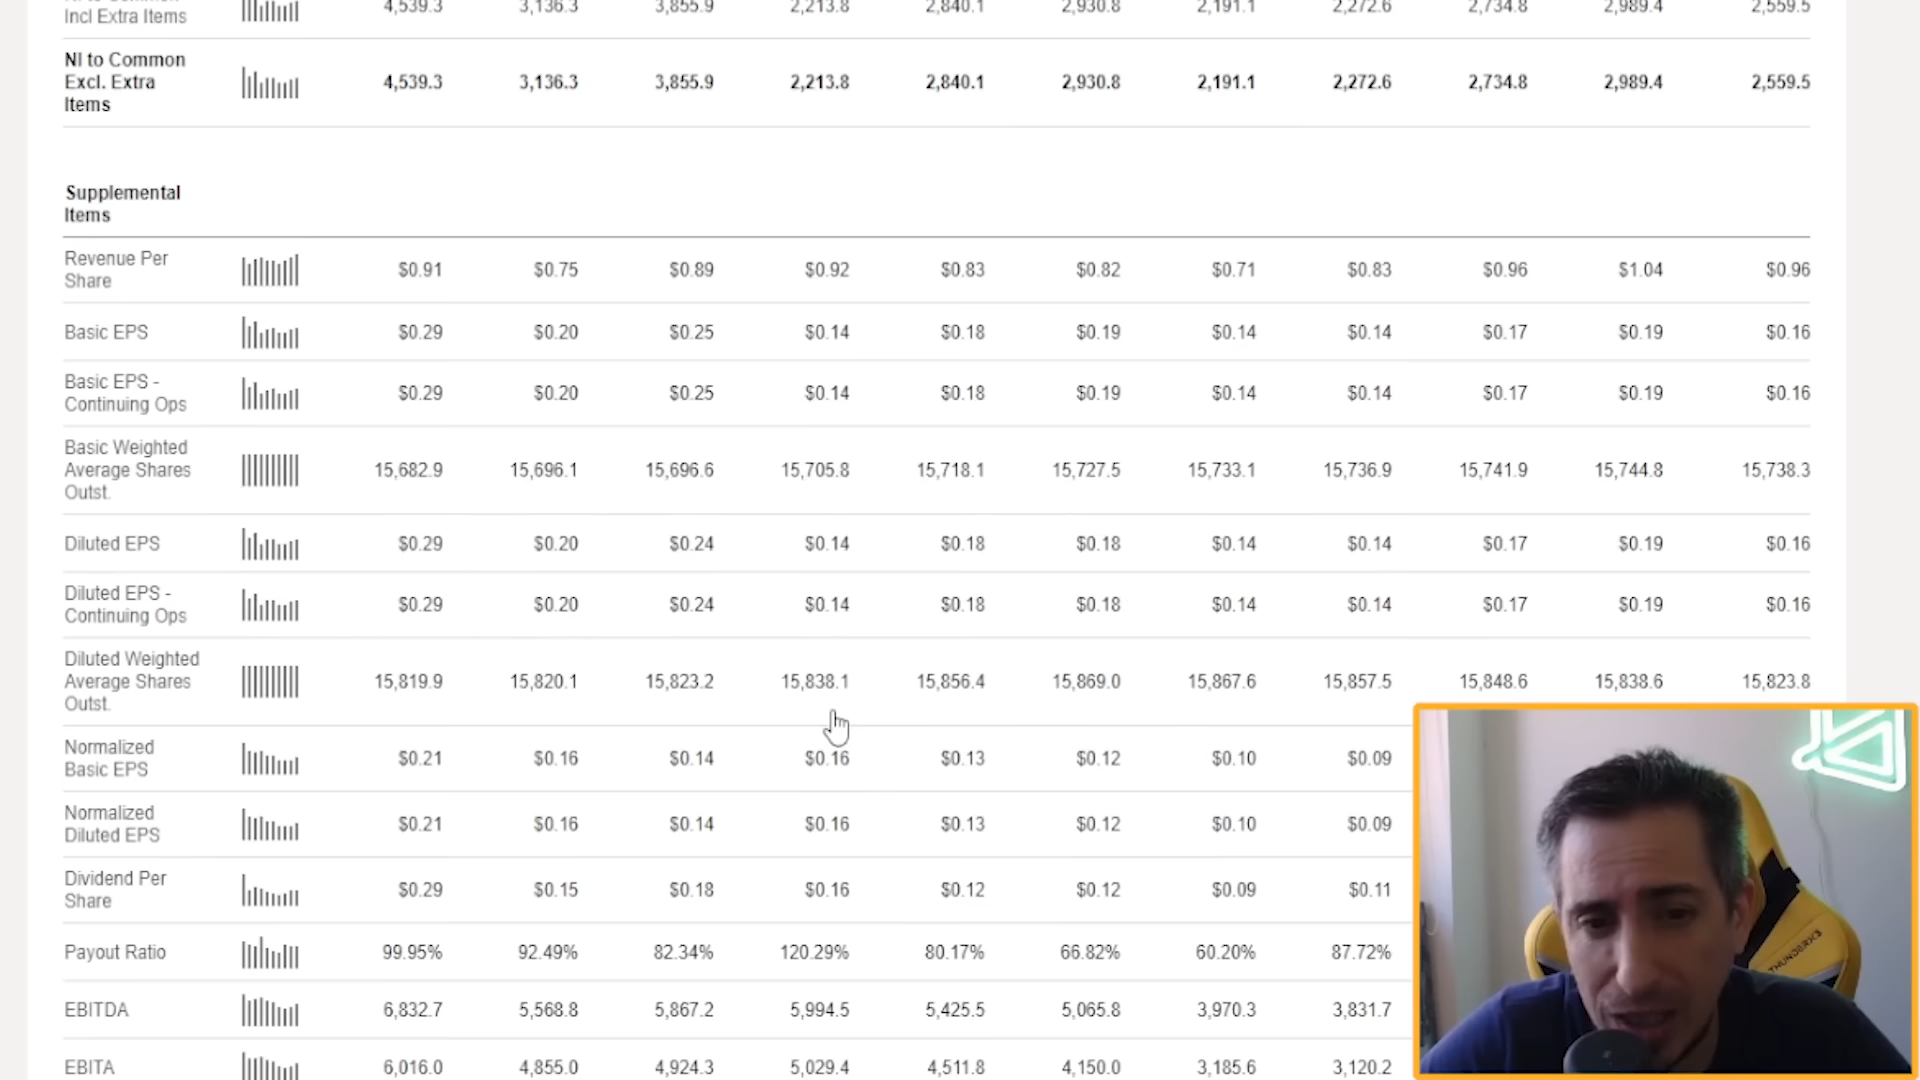 NI to Common
Incl Extra Items 4,539.3 3,136.3 3,855.9 2,213.8 2,840.1 2,930.8 2,191.1 2,272.6 2,734.8 2,989.4 2,559.5
NI to Common
Excl. Extra
Items 4,539.3 3,136.3 3,855.9 2,213.8 2,840.1 2,930.8 2,191.1 2,272.6 2,734.8 2,989.4 2,559.5
Supplemental
Items
Revenue Per
Share $0.91 $0.75 $0.89 $0.92 $0.83 $0.82 $0.71 $0.83 $0.96 $1.04 $0.96
Basic EPS $0.29 $0.20 $0.25 $0.14 $0.18 $0.19 $0.14 $0.14 $0.17 $0.19 $0.16
Basic EPS -
Continuing Ops $0.29 $0.20 $0.25 $0.14 $0.18 $0.19 $0.14 $0.14 $0.17 $0.19 $0.16
Basic Weighted
Average Shares
Outst. 15,682.9 15,696.1 15,696.6 15,705.8 15,718.1 15,727.5 15,733.1 15,736.9 15,741.9 15,744.8 15,738.3
Diluted EPS $0.29 $0.20 $0.24 $0.14 $0.18 $0.18 $0.14 $0.14 $0.17 $0.19 $0.16
Diluted EPS -
Continuing Ops $0.29 $0.20 $0.24 $0.14 $0.18 $0.18 $0.14 $0.14 $0.17 $0.19 $0.16
Diluted Weighted
Average Shares
Outst. 15,819.9 15,820.1 15,823.2 15,838.1 15,856.4 15,869.0 15,867.6 15,857.5 15,848.6 15,838.6 15,823.8
Normalized
Basic EPS $0.21 $0.16 $0.14 $0.16 $0.13 $0.12 $0.10 $0.09
Normalized
Diluted EPS $0.21 $0.16 $0.14 $0.16 $0.13 $0.12 $0.10 $0.09
Dividend Per
Share $0.29 $0.15 $0.18 $0.16 $0.12 $0.12 $0.09 $0.11
Payout Ratio 99.95% 92.49% 82.34% 120.29% 80.17% 66.82% 60.20% 87.72%
EBITDA 6,832.7 5,568.8 5,867.2 5,994.5 5,425.5 5,065.8 3,970.3 3,831.7
EBITA 6,016.0 4,855.0 4,924.3 5,029.4 4,511.8 4,150.0 3,185.6 3,120.2
THUNDERX3